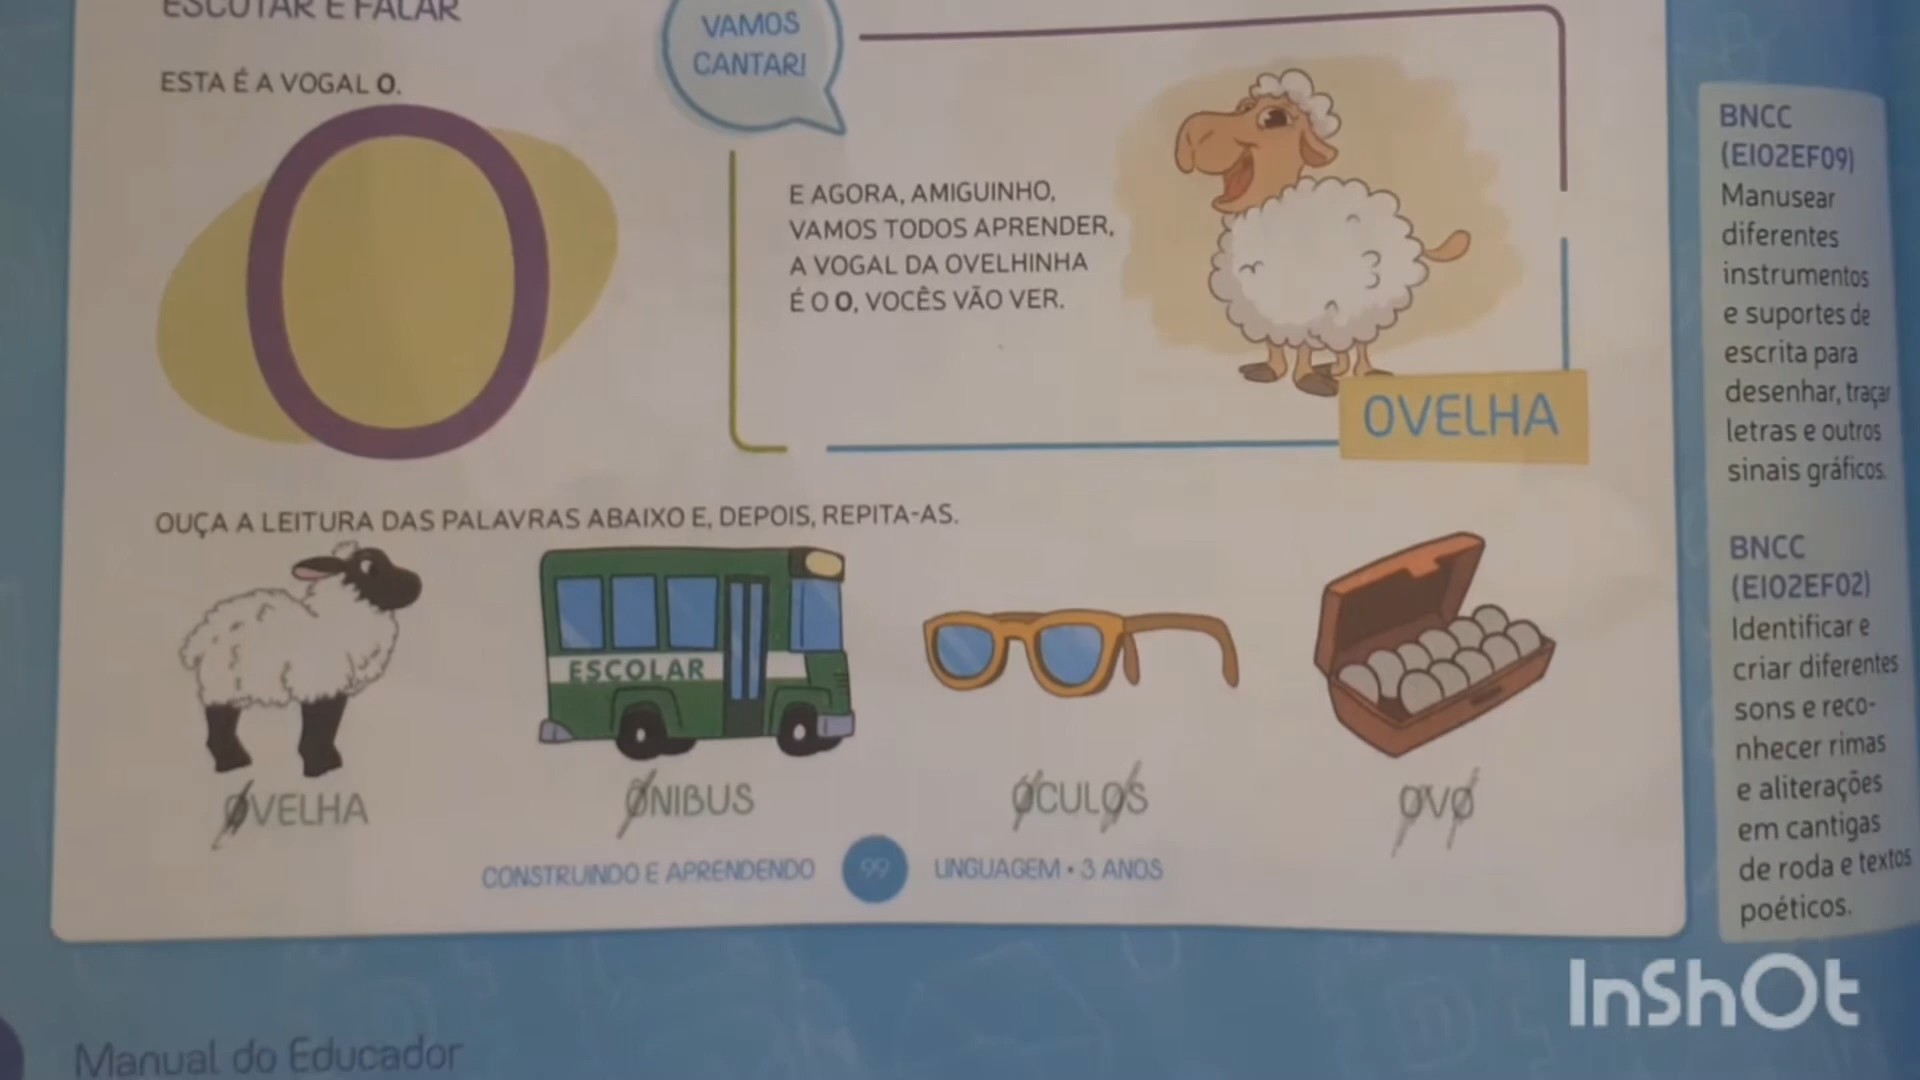 ESCUTAR E FALAR
ESTA É A VOGAL O.
O
VAMOS
CANTAR!
E AGORA, AMIGUINHO,
VAMOS TODOS APRENDER,
A VOGAL DA OVELHINHA
É O O, VOCÊS VÃO VER.
OVELHA
OUÇA A LEITURA DAS PALAVRAS ABAIXO E, DEPOIS, REPITA-AS.
ESCOLAR
OVELHA
ÔNIBUS
ÓCULOS
OVO
CONSTRUINDO E APRENDENDO 99 LINGUAGEM • 3 ANOS
BNCC
(EI02EF09)
Manusear
diferentes
instrumentos
e suportes de
escrita para
desenhar, traçar
letras e outros
sinais gráficos.
BNCC
(EI02EF02)
Identificar e
criar diferentes
sons e reco-
nhecer rimas
e aliterações
em cantigas
de roda e textos
poéticos.
Manual do Educador
InShOt